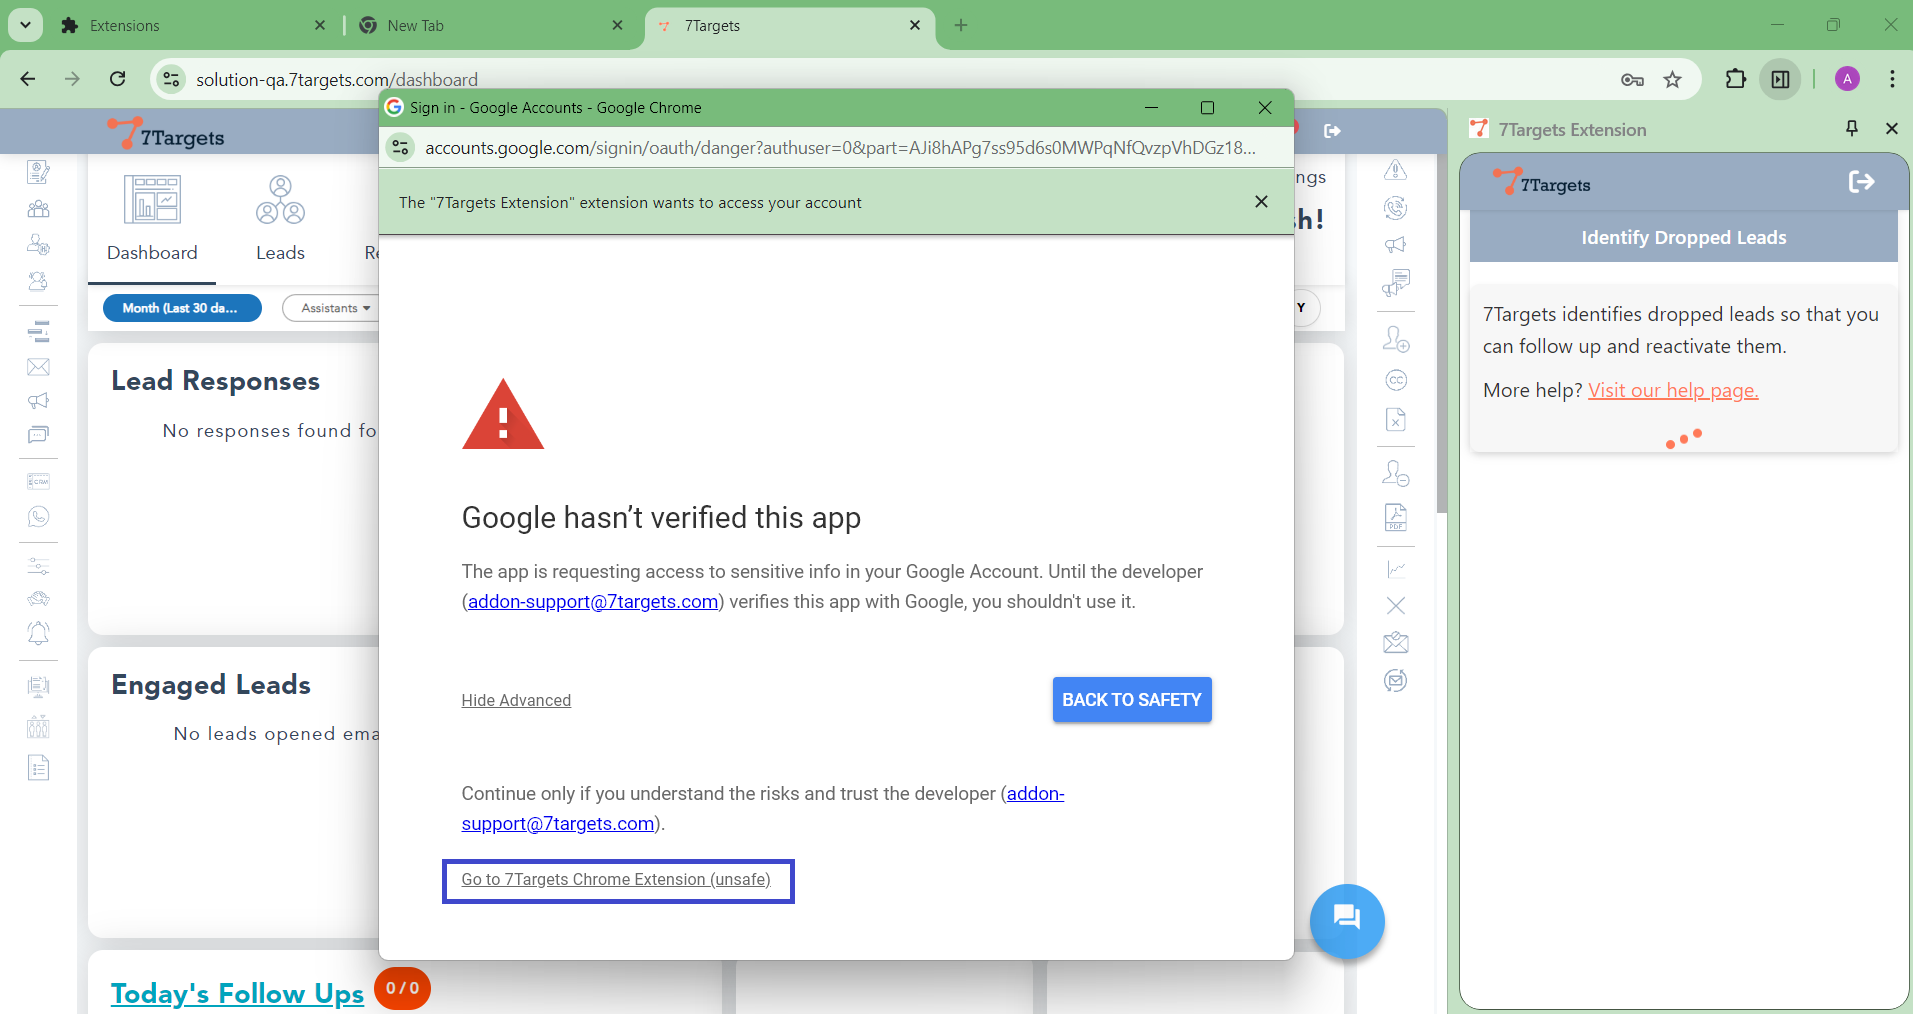 Extensions
New Tab
7Targets
solution-qa.7targets.com/dashboard
A
Sign in - Google Accounts - Google Chrome
accounts.google.com/signin/oauth/danger?authuser=0&part=AJi8hAPg7ss95d6s0MWPqNfQvzpVhDGz18...
The "7Targets Extension" extension wants to access your account
7Targets
Dashboard
Leads
Month (Last 30 da...
Assistants
ngs
sh!
Y
Lead Responses
No responses found fo
Engaged Leads
No leads opened ema
Today's Follow Ups
0 / 0
Google hasn't verified this app
The app is requesting access to sensitive info in your Google Account. Until the developer
(addon-support@7targets.com) verifies this app with Google, you shouldn't use it.
Hide Advanced
BACK TO SAFETY
Continue only if you understand the risks and trust the developer (addon-
support@7targets.com).
Go to 7Targets Chrome Extension (unsafe)
CRM
CC
PDF
7Targets Extension
7Targets
Identify Dropped Leads
7Targets identifies dropped leads so that you
can follow up and reactivate them.
More help? Visit our help page.